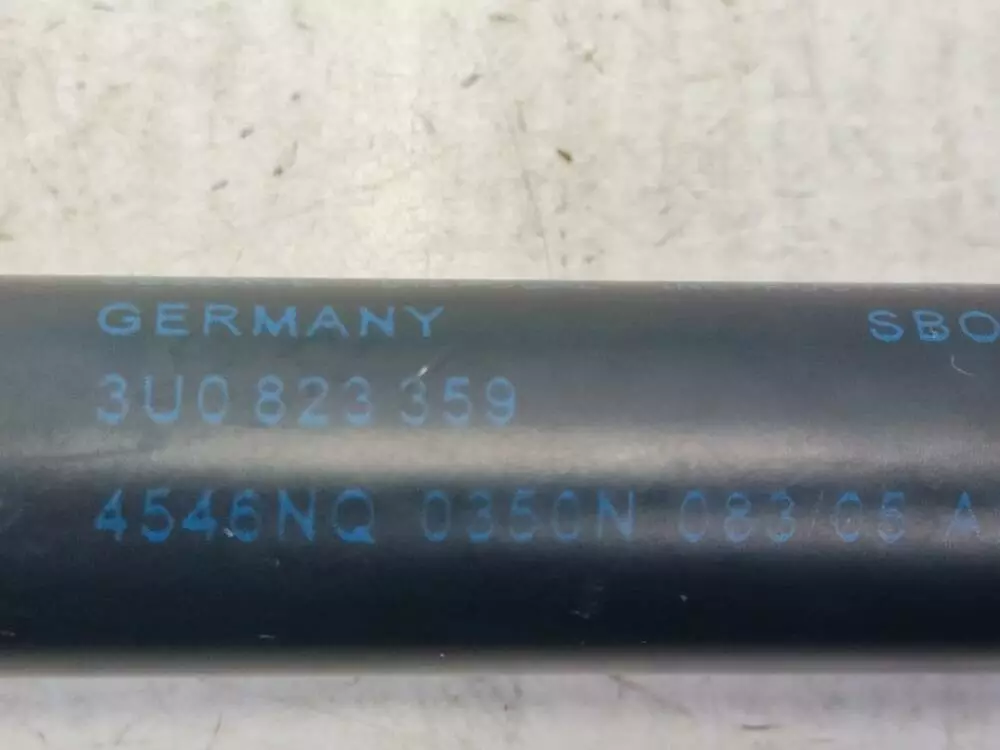 GERMANY SBO
3U0 823 359
4546NQ 0350N 083/05 A